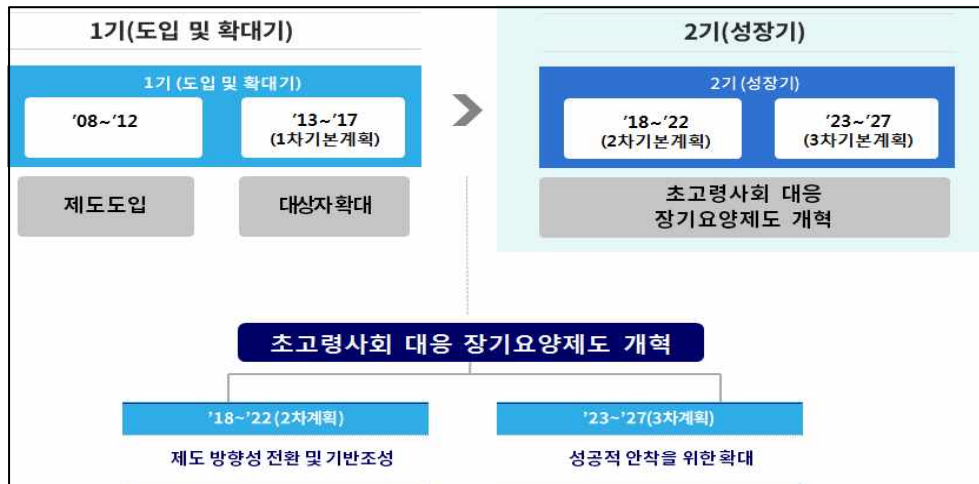 1기(도입 및 확대기)
2기(성장기)
1기 (도입 및 확대기)
’08~’12
’13~’17
(1차기본계획)
2기(성장기)
’18~’22
(2차기본계획)
’23~’27
(3차기본계획)
제도도입
대상자확대
초고령사회 대응
장기요양제도 개혁
초고령사회 대응 장기요양제도 개혁
’18~’22(2차계획)
’23~’27(3차계획)
제도 방향성 전환 및 기반조성
성공적 안착을 위한 확대